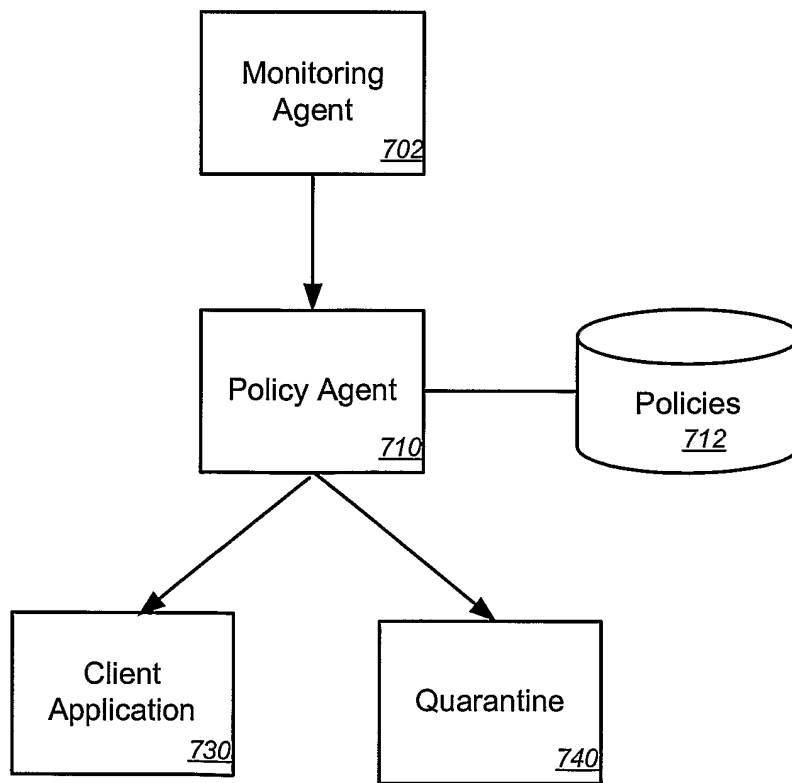 Monitoring
Agent
702
Policy Agent
710
Policies
712
Client
Application
730
Quarantine
740